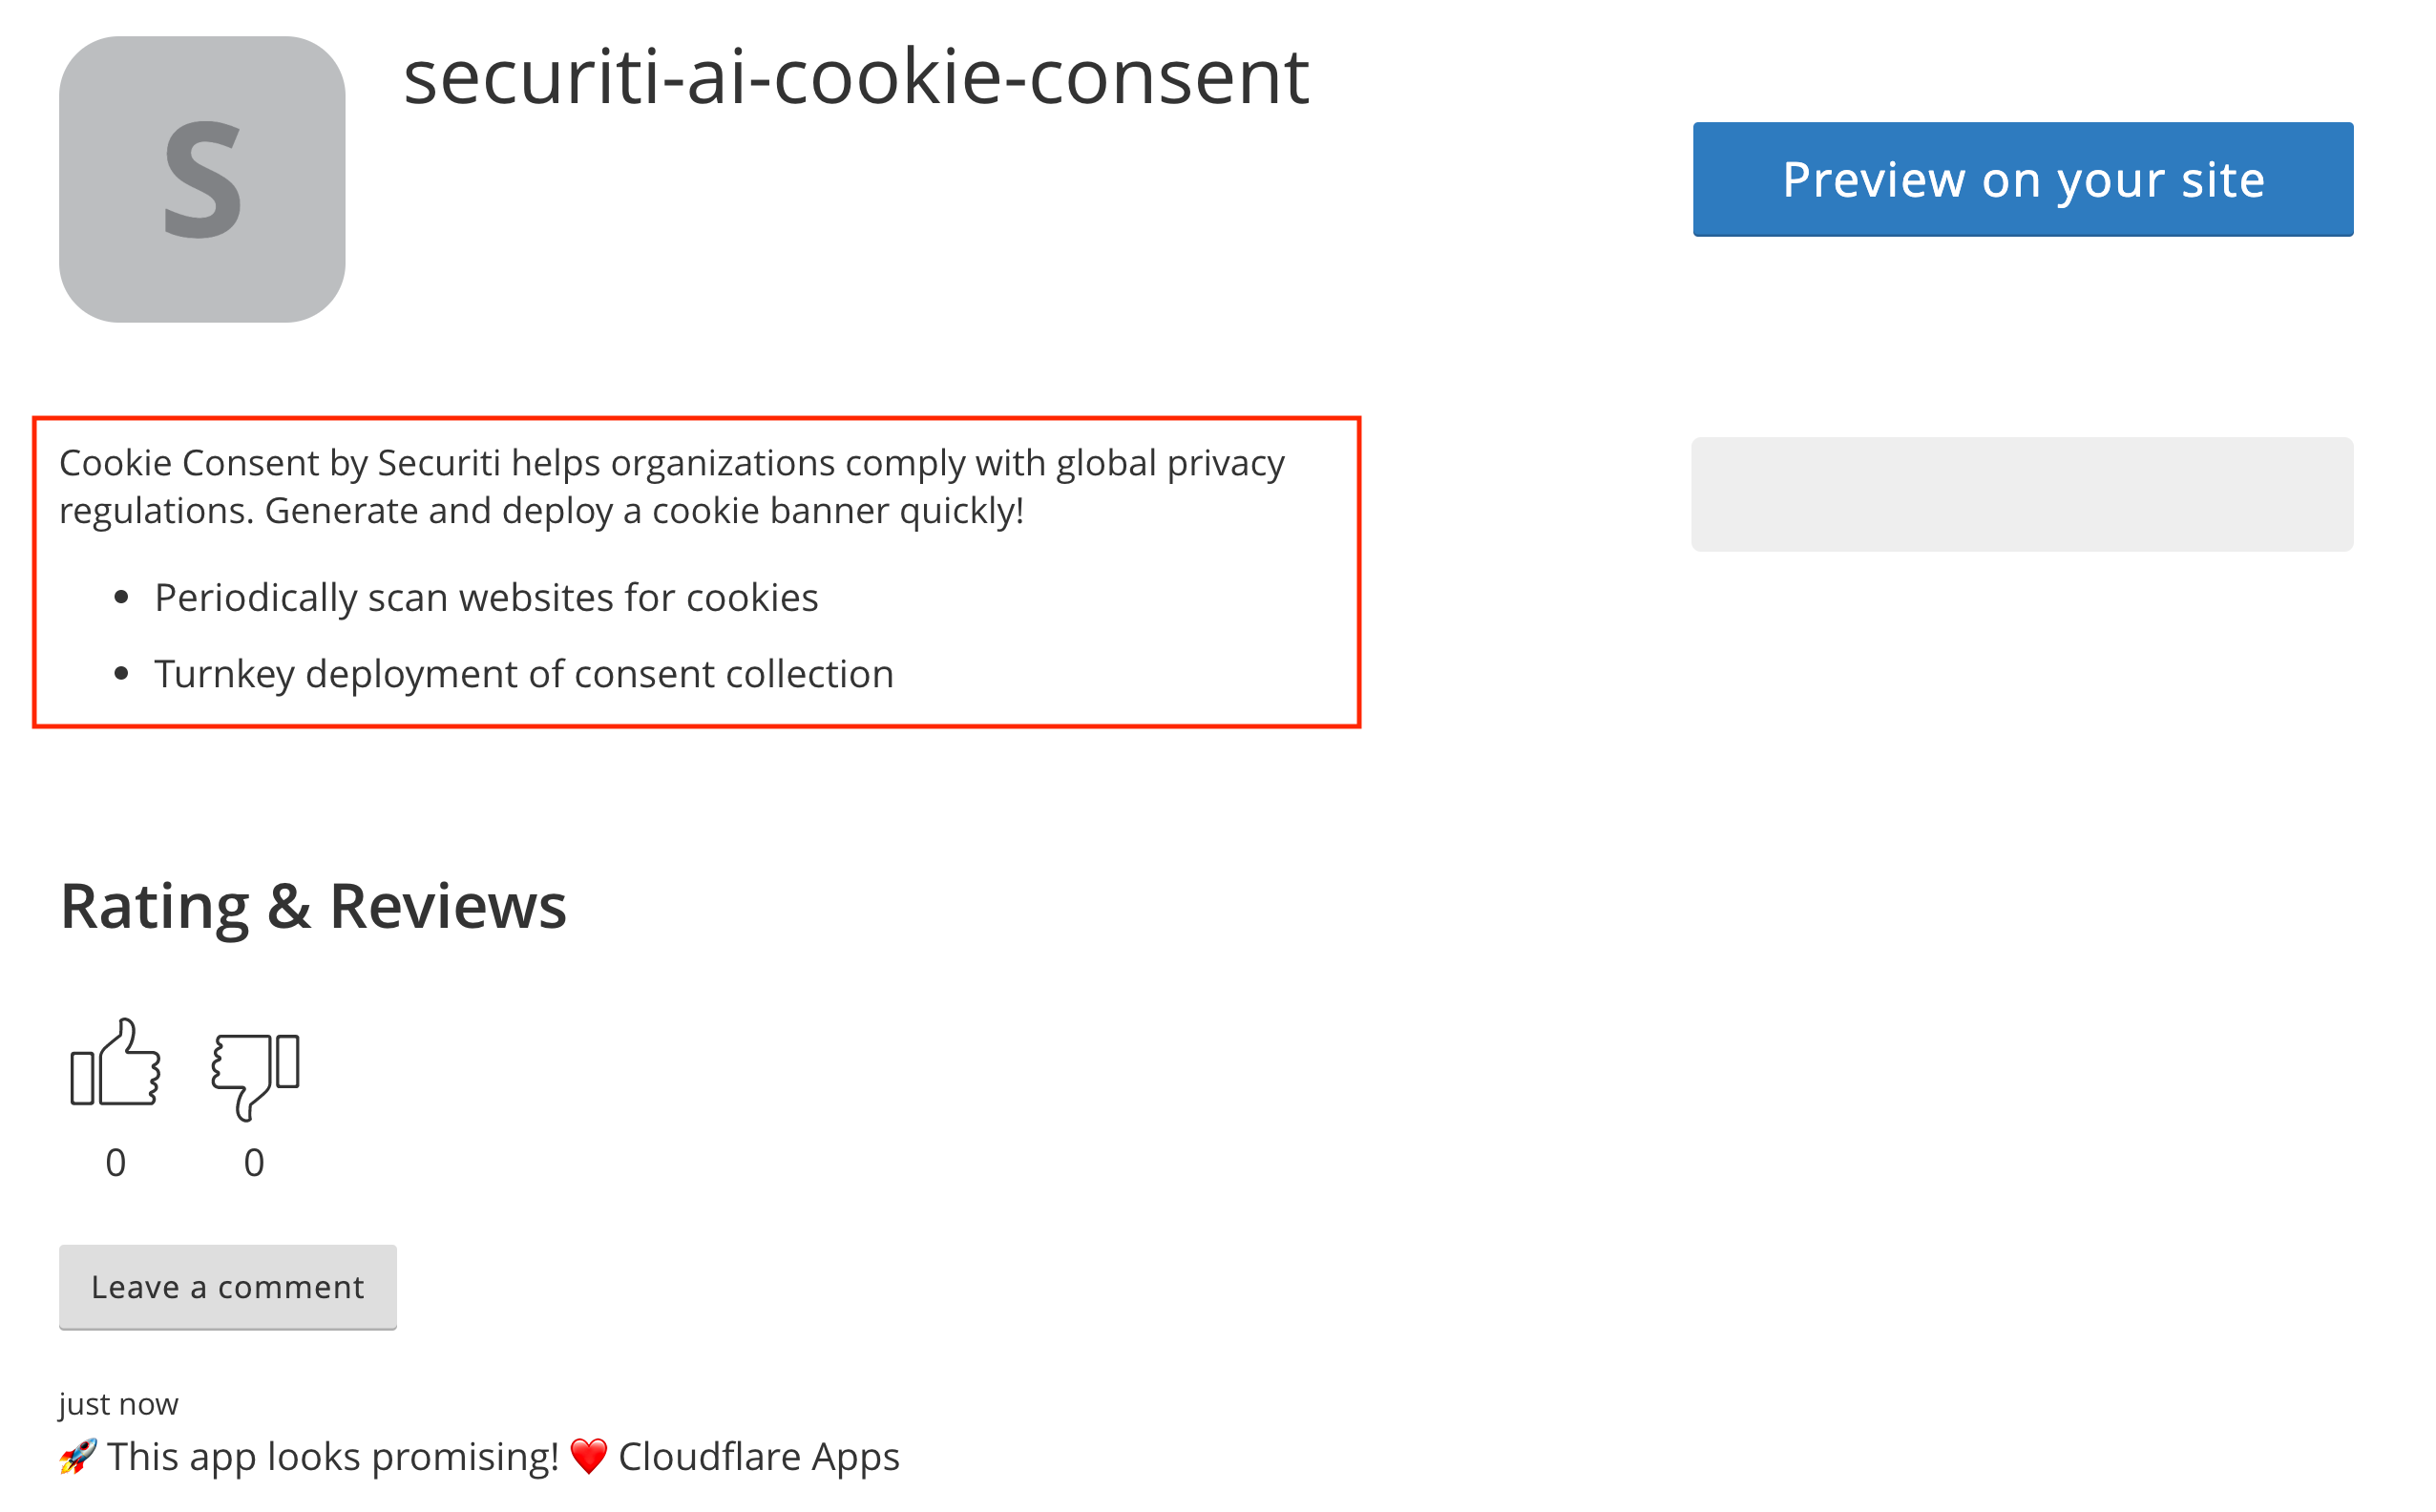 S
securiti-ai-cookie-consent
Preview on your site
Cookie Consent by Securiti helps organizations comply with global privacy
regulations. Generate and deploy a cookie banner quickly!
• Periodically scan websites for cookies
• Turnkey deployment of consent collection
Rating & Reviews
0 0
Leave a comment
just now
🚀 This app looks promising! ❤️ Cloudflare Apps